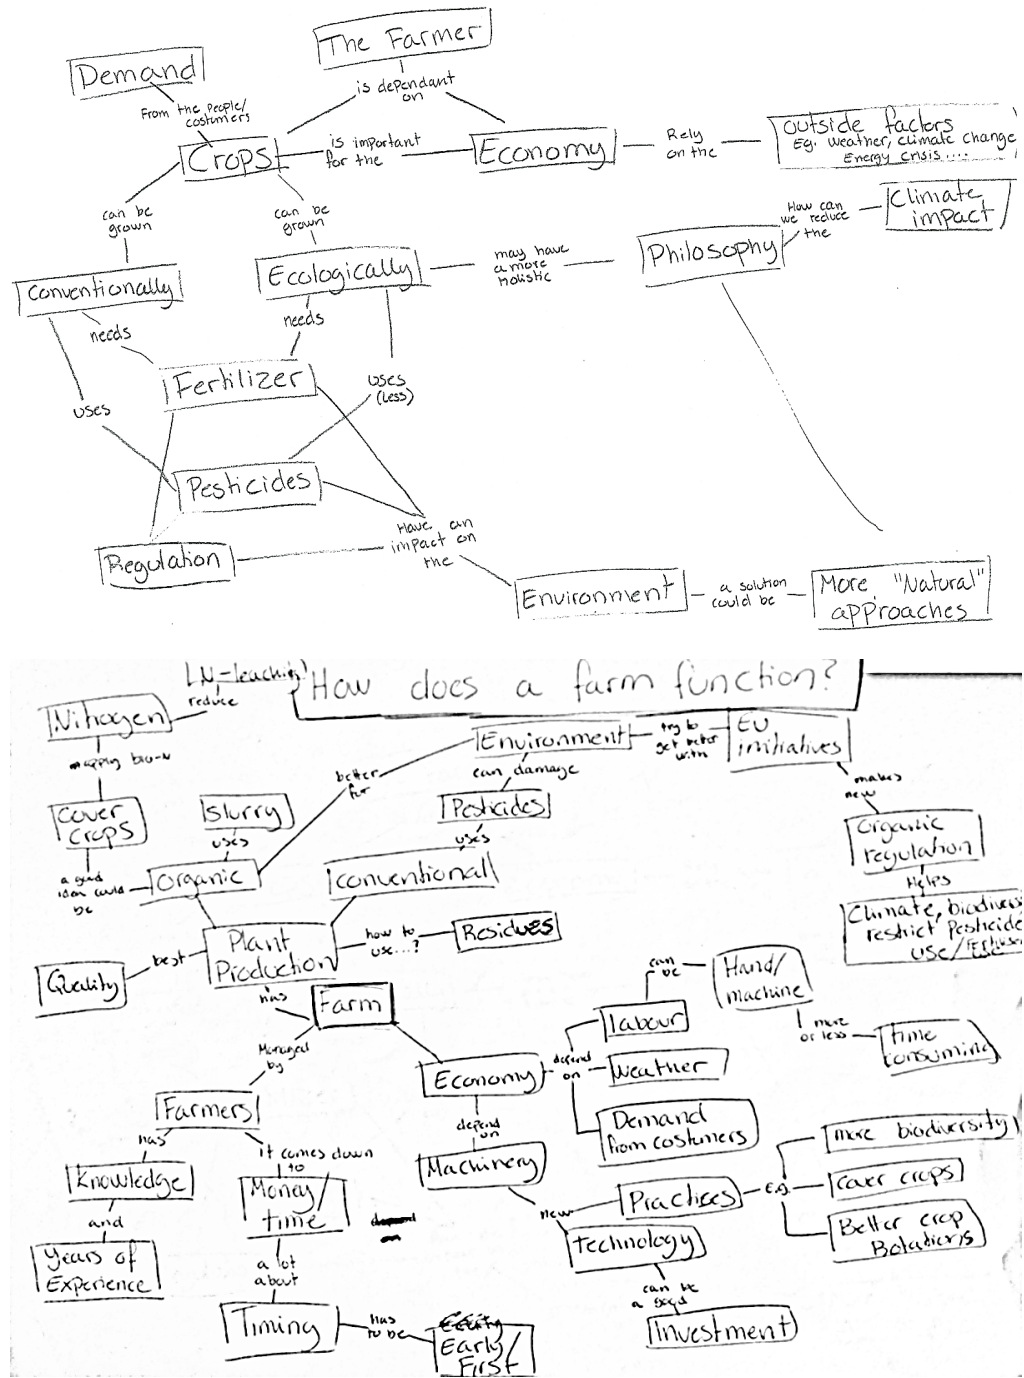 The Farmer
Demand
is dependant
on
From the people/
costumers
Crops
is important
for the
Economy
Rely
on the
outside factors
Eg. weather, climate change
Energy crisis....
can be
grown
can be
grown
How can
we reduce
the
Climate
impact
Conventionally
Ecologically
may have
a more
Holistic
Philosophy
needs
needs
Fertilizer
uses
uses
(less)
Pesticides
Regulation
Have an
impact on
the
Environment
a solution
could be
More "Natural"
approaches
How does a farm function?
N-leaching!
reduce
Nitrogen
mapping bio-N
Cover
crops
a good
idea could
be
Slurry
uses
Organic
better
for
Environment
try to
get better
with
EU
initiatives
can damage
Pesticides
uses
conventional
makes
new
organic
regulation
Helps
Climate, biodivers
restrict Pesticide
use/
Plant
Production
how to
use...?
Residues
best
Quality
has
Farm
Managed
by
Farmers
has
Knowledge
and
Years of
Experience
it comes down
to
Money/
time
a lot
about
Timing
has
to be
Early/
First
Economy
depend
on
Labour
can
be
Hand/
machine
more
or less
time
consuming
Weather
Demand
from costumers
depend
on
Machinery
new
Practices
e.g.
more biodiversity
cover crops
Better crop
Technology
can be
a good
Investment